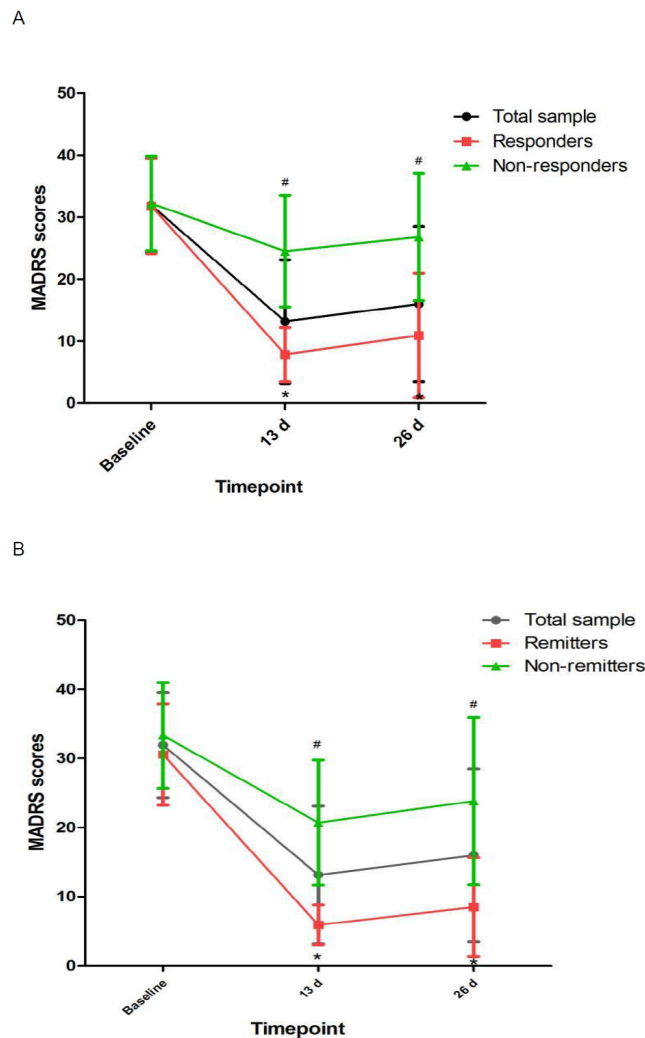 A
50
40
30
20
10
0
MADRS scores
Total sample
Responders
Non-responders
#
#
*
*
Baseline
13 d
26 d
Timepoint
B
50
40
30
20
10
0
MADRS scores
Total sample
Remitters
Non-remitters
#
#
*
*
Baseline
13 d
26 d
Timepoint